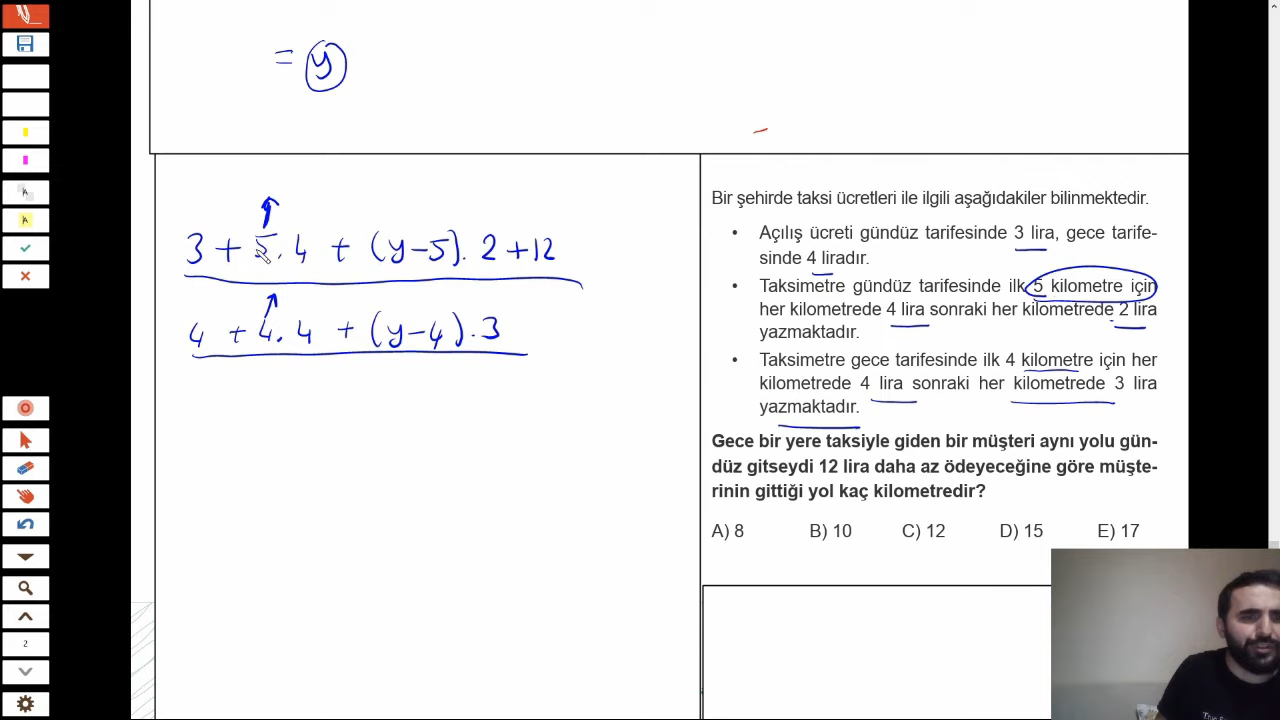 = y
3 + 5 . 4 + (y-5). 2 + 12
4 + 4 . 4 + (y-4) . 3
Bir şehirde taksi ücretleri ile ilgili aşağıdakiler bilinmektedir.
• Açılış ücreti gündüz tarifesinde 3 lira, gece tarife-
sinde 4 liradır.
• Taksimetre gündüz tarifesinde ilk 5 kilometre için
her kilometrede 4 lira sonraki her kilometrede 2 lira
yazmaktadır.
• Taksimetre gece tarifesinde ilk 4 kilometre için her
kilometrede 4 lira sonraki her kilometrede 3 lira
yazmaktadır.
Gece bir yere taksiyle giden bir müşteri aynı yolu gün-
düz gitseydi 12 lira daha az ödeyeceğine göre müşte-
rinin gittiği yol kaç kilometredir?
A) 8 B) 10 C) 12 D) 15 E) 17
2